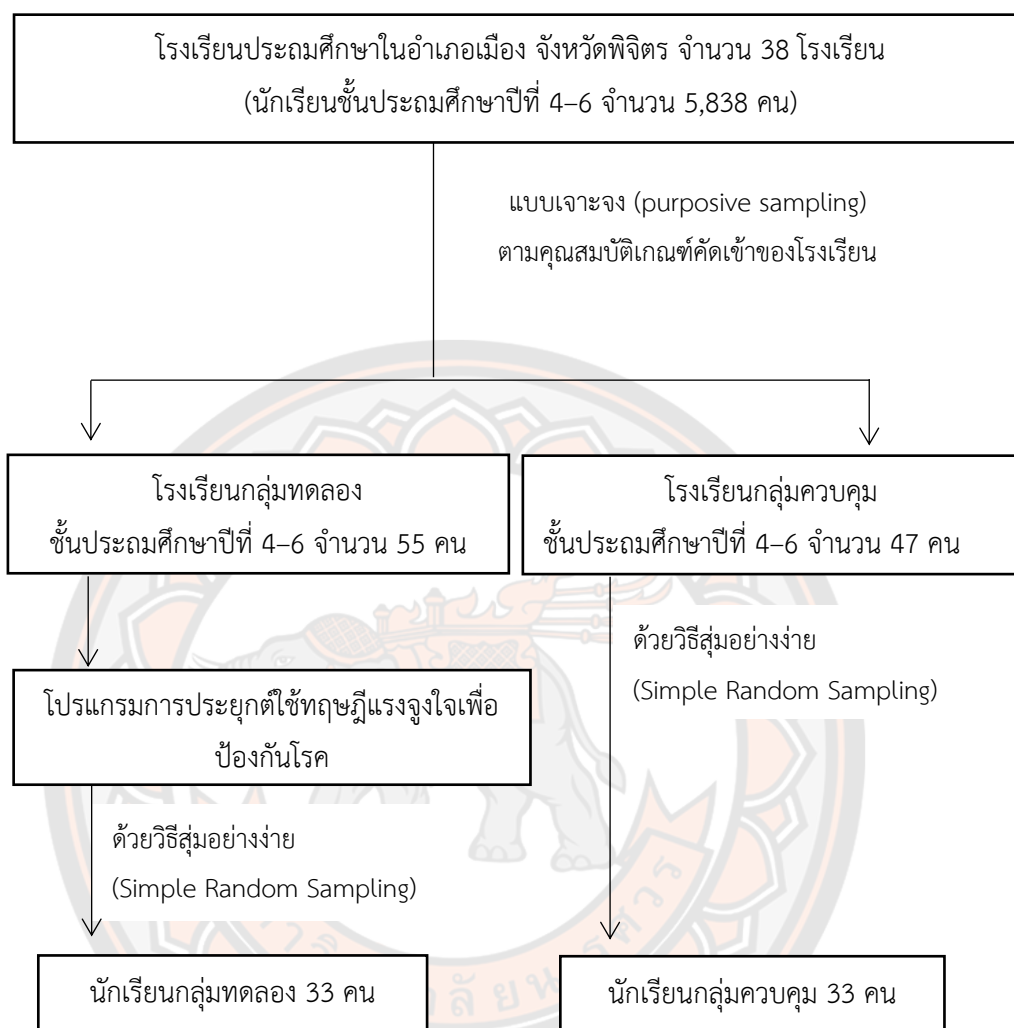 โรงเรียนประถมศึกษาในอำเภอเมือง จังหวัดพิจิตร จำนวน 38 โรงเรียน
(นักเรียนชั้นประถมศึกษาปีที่ 4–6 จำนวน 5,838 คน)
แบบเจาะจง (purposive sampling)
ตามคุณสมบัติเกณฑ์คัดเข้าของโรงเรียน
โรงเรียนกลุ่มทดลอง
ชั้นประถมศึกษาปีที่ 4–6 จำนวน 55 คน
โรงเรียนกลุ่มควบคุม
ชั้นประถมศึกษาปีที่ 4–6 จำนวน 47 คน
ด้วยวิธีสุ่มอย่างง่าย
(Simple Random Sampling)
โปรแกรมการประยุกต์ใช้ทฤษฎีแรงจูงใจเพื่อ
ป้องกันโรค
ด้วยวิธีสุ่มอย่างง่าย
(Simple Random Sampling)
นักเรียนกลุ่มทดลอง 33 คน
นักเรียนกลุ่มควบคุม 33 คน